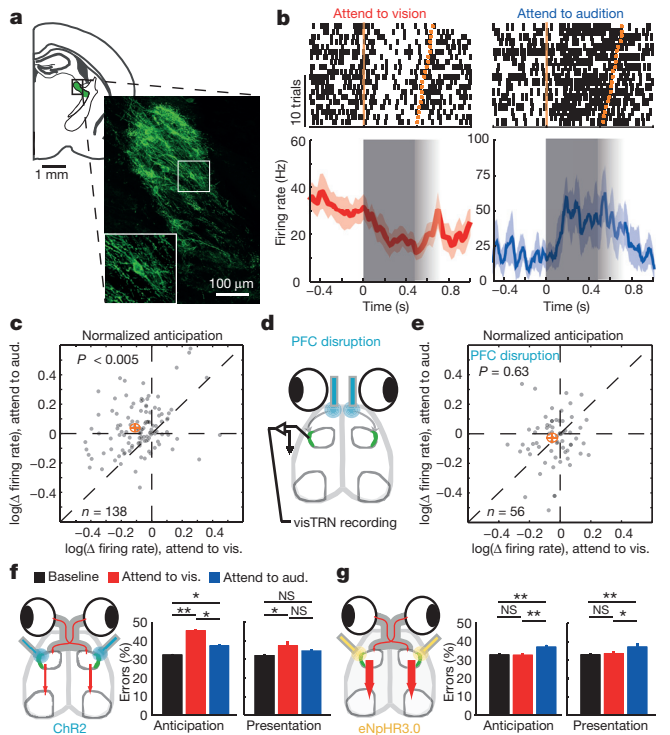 a
1 mm
100 μm
b
Attend to vision
Attend to audition
10 trials
Firing rate (Hz)
60
40
20
0
−0.4 0 0.4 0.8
Time (s)
100
75
50
25
0
−0.4 0 0.4 0.8
Time (s)
c
Normalized anticipation
P < 0.005
log(Δ firing rate), attend to aud.
0.4
0.2
0
−0.2
−0.4
n = 138
−0.4 −0.2 0 0.2 0.4
log(Δ firing rate), attend to vis.
d
PFC disruption
visTRN recording
e
Normalized anticipation
PFC disruption
P = 0.63
log(Δ firing rate), attend to aud.
0.4
0.2
0
−0.2
−0.4
n = 56
−0.4 −0.2 0 0.2 0.4
log(Δ firing rate), attend to vis.
f
Baseline Attend to vis. Attend to aud.
ChR2
Errors (%)
50
40
30
20
10
0
*
** *
Anticipation
NS
* NS
Presentation
g
eNpHR3.0
Errors (%)
50
40
30
20
10
0
**
NS **
Anticipation
**
NS *
Presentation